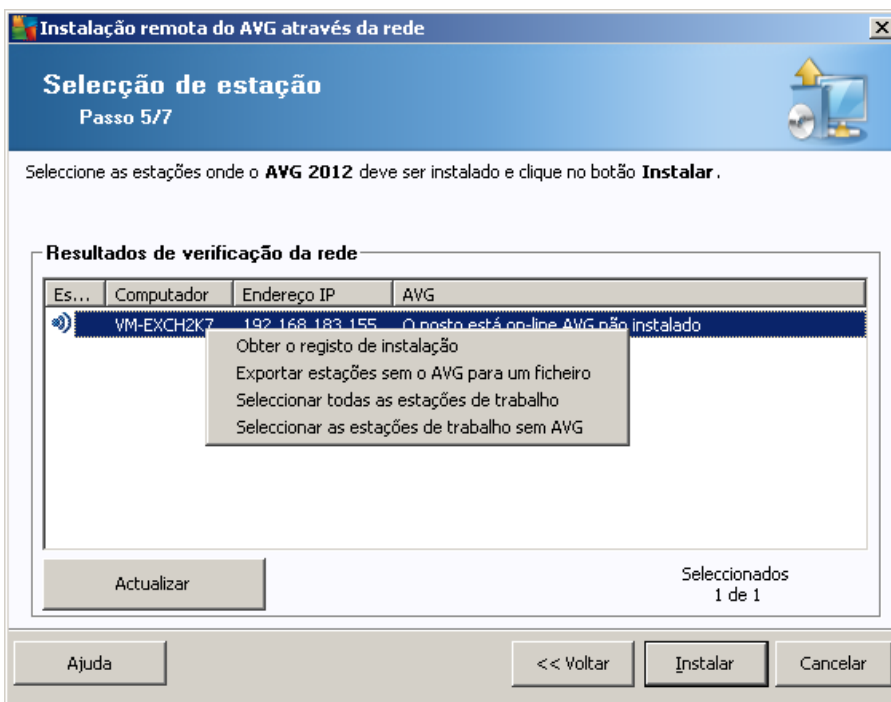 Instalação remota do AVG através da rede
Selecção de estação
Passo 5/7
Seleccione as estações onde o AVG 2012 deve ser instalado e clique no botão Instalar.
Resultados de verificação da rede
Es... Computador Endereço IP AVG
VM-EXCH2K7 192.168.183.155 O posto está on-line AVG não instalado
Obter o registo de instalação
Exportar estações sem o AVG para um ficheiro
Seleccionar todas as estações de trabalho
Seleccionar as estações de trabalho sem AVG
Actualizar
Seleccionados
1 de 1
Ajuda << Voltar Instalar Cancelar